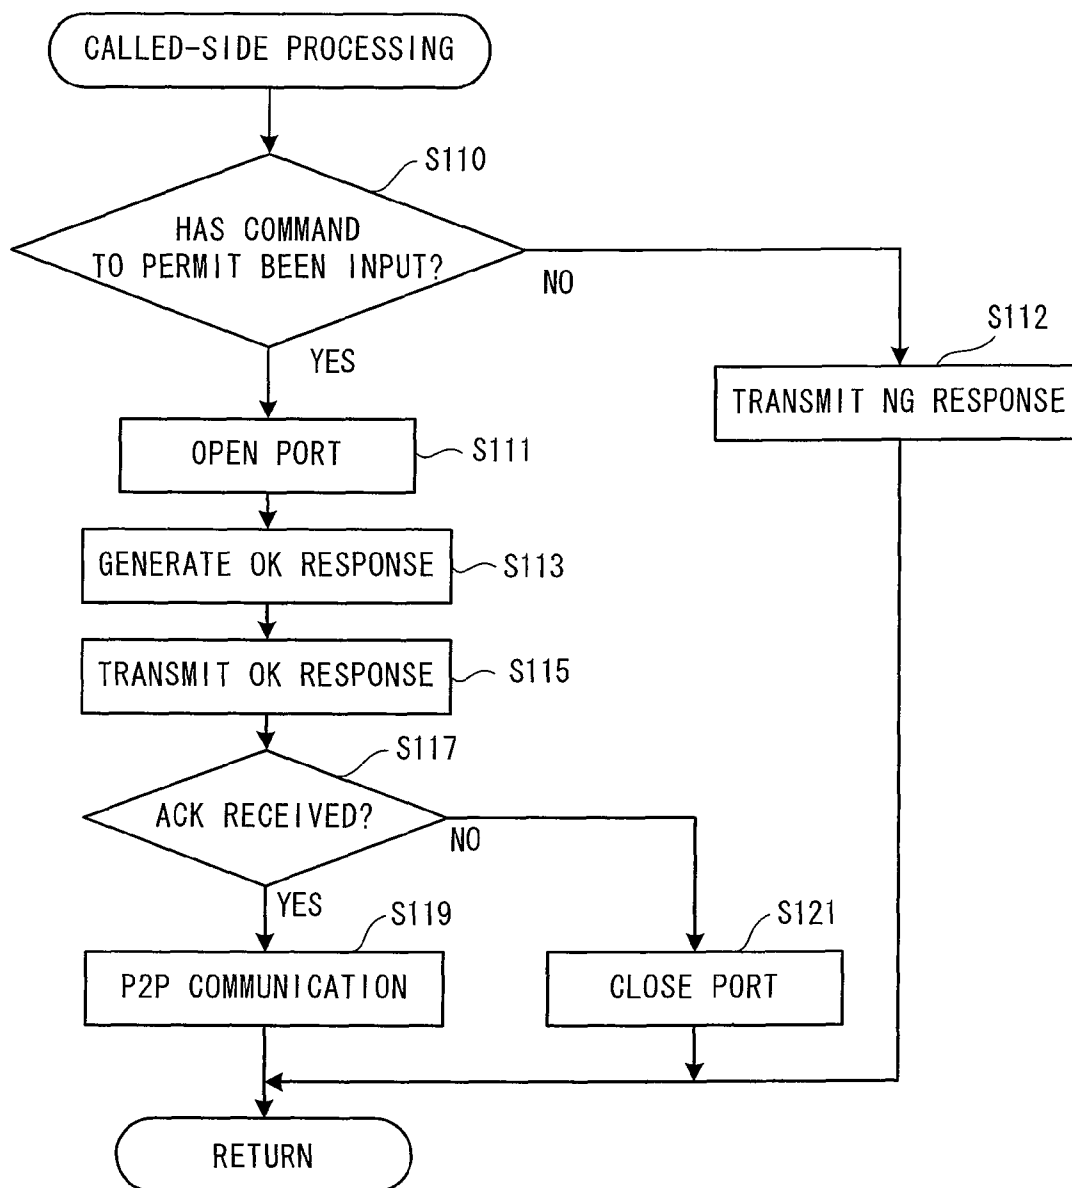 CALLED-SIDE PROCESSING
S110
HAS COMMAND
TO PERMIT BEEN INPUT?
NO
YES
S112
TRANSMIT NG RESPONSE
OPEN PORT
S111
GENERATE OK RESPONSE
S113
TRANSMIT OK RESPONSE
S115
S117
ACK RECEIVED?
NO
YES
S119
P2P COMMUNICATION
S121
CLOSE PORT
RETURN